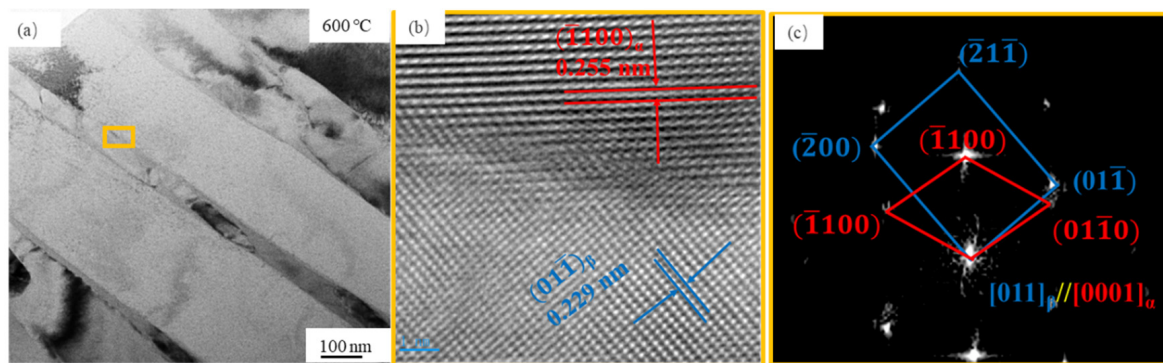 (a)
600℃
100 nm
(b)
(1̅100)α
0.255 nm
(011̅)β
0.229 nm
(c)
(2̅11̅)
(2̅00)
(1̅100)
(011̅)
(1̅100)
(011̅0)
[011]β//[0001]α